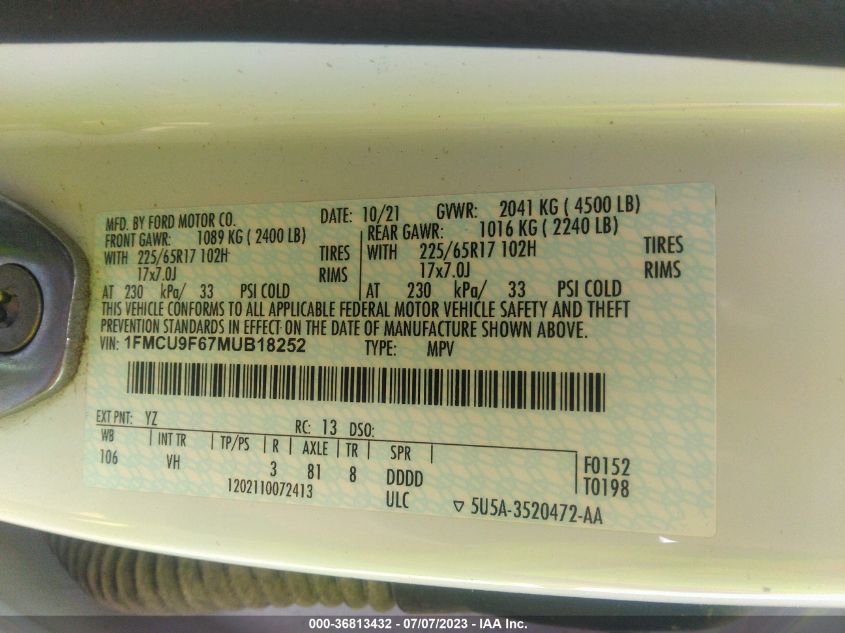 MFD. BY FORD MOTOR CO. DATE: 10/21 GVWR: 2041 KG ( 4500 LB)
FRONT GAWR: 1089 KG ( 2400 LB) REAR GAWR: 1016 KG ( 2240 LB)
WITH 225/65R17 102H TIRES WITH 225/65R17 102H TIRES
17x7.0J RIMS 17x7.0J RIMS
AT 230 kPa/ 33 PSI COLD AT 230 kPa/ 33 PSI COLD
THIS VEHICLE CONFORMS TO ALL APPLICABLE FEDERAL MOTOR VEHICLE SAFETY AND THEFT
PREVENTION STANDARDS IN EFFECT ON THE DATE OF MANUFACTURE SHOWN ABOVE.
VIN: 1FMCU9F67MUB18252 TYPE: MPV
EXT PNT: YZ RC: 13 DSO:
WB INT TR TP/PS R AXLE TR SPR
106 VH 3 81 8 DDDD F0152
1202110072413 ULC T0198
5U5A-3520472-AA
000-36813432 - 07/07/2023 - IAA Inc.